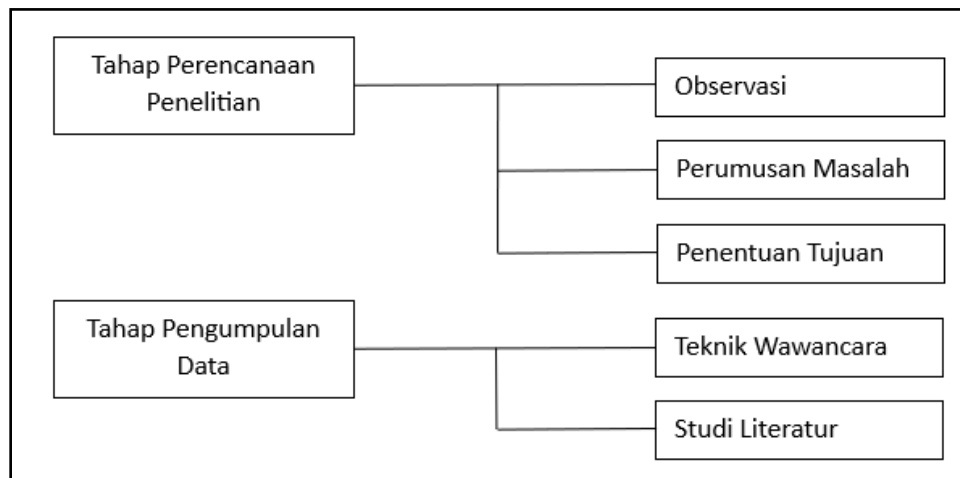 Tahap Perencanaan
Penelitian
Observasi
Perumusan Masalah
Penentuan Tujuan
Tahap Pengumpulan
Data
Teknik Wawancara
Studi Literatur